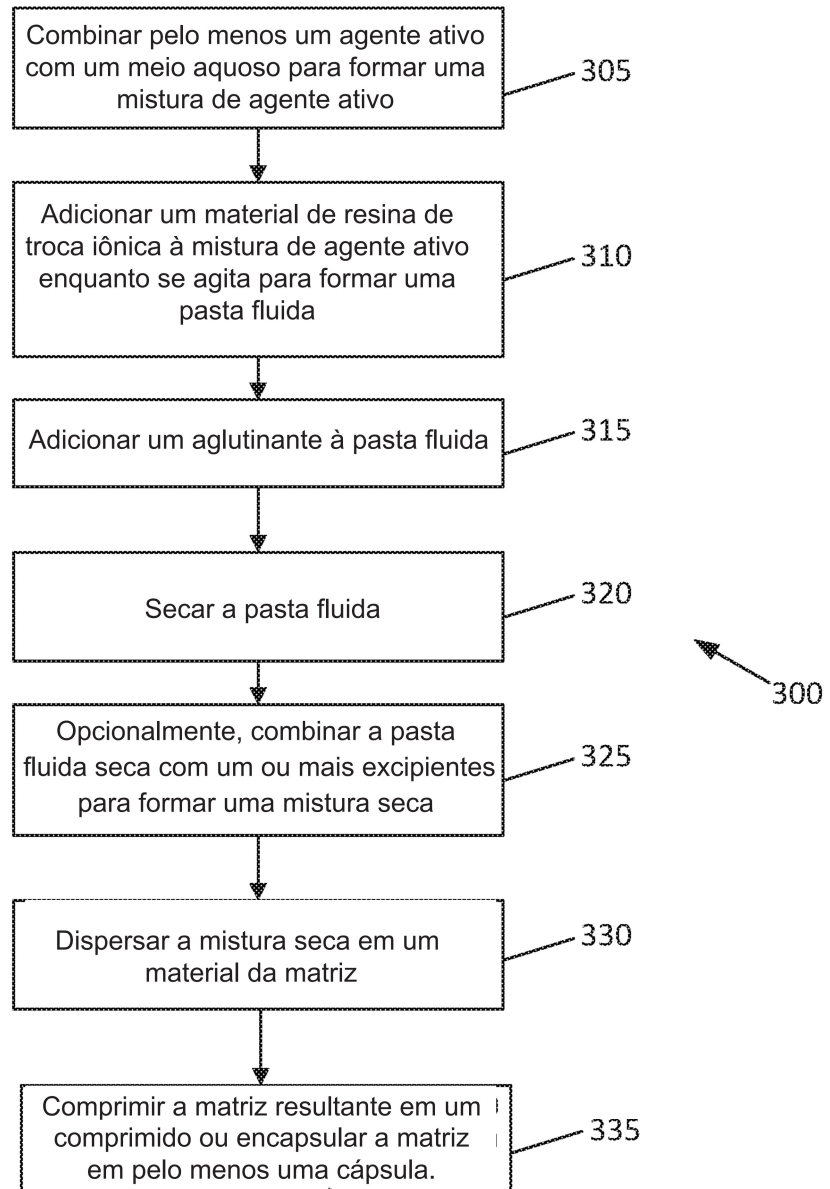 Combinar pelo menos um agente ativo
com um meio aquoso para formar uma
mistura de agente ativo
305
Adicionar um material de resina de
troca iônica à mistura de agente ativo
enquanto se agita para formar uma
pasta fluida
310
Adicionar um aglutinante à pasta fluida
315
Secar a pasta fluida
320
300
Opcionalmente, combinar a pasta
fluida seca com um ou mais excipientes
para formar uma mistura seca
325
Dispersar a mistura seca em um
material da matriz
330
Comprimir a matriz resultante em um
comprimido ou encapsular a matriz
em pelo menos uma cápsula.
335